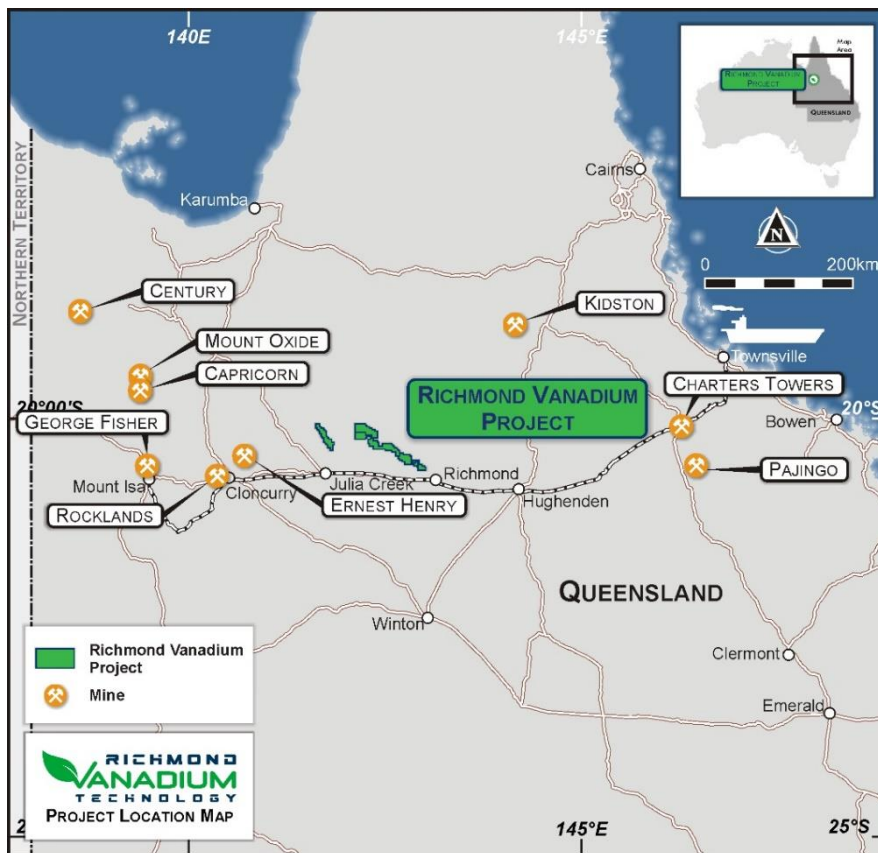 140E
145°E
Map
Area
RICHMOND VANADIUM
PROJECT
QUEENSLAND
NORTHERN TERRITORY
Karumba
Cairns
N
0 200km
CENTURY
KIDSTON
MOUNT OXIDE
CAPRICORN
Townsville
RICHMOND VANADIUM
PROJECT
CHARTERS TOWERS
20°00'S
20°S
GEORGE FISHER
Bowen
Mount Isa
Cloncurry
Julia Creek
Richmond
Hughenden
PAJINGO
ROCKLANDS
ERNEST HENRY
QUEENSLAND
Winton
Clermont
Emerald
Richmond Vanadium
Project
Mine
RICHMOND
VANADIUM
TECHNOLOGY
PROJECT LOCATION MAP
145°E
25°S